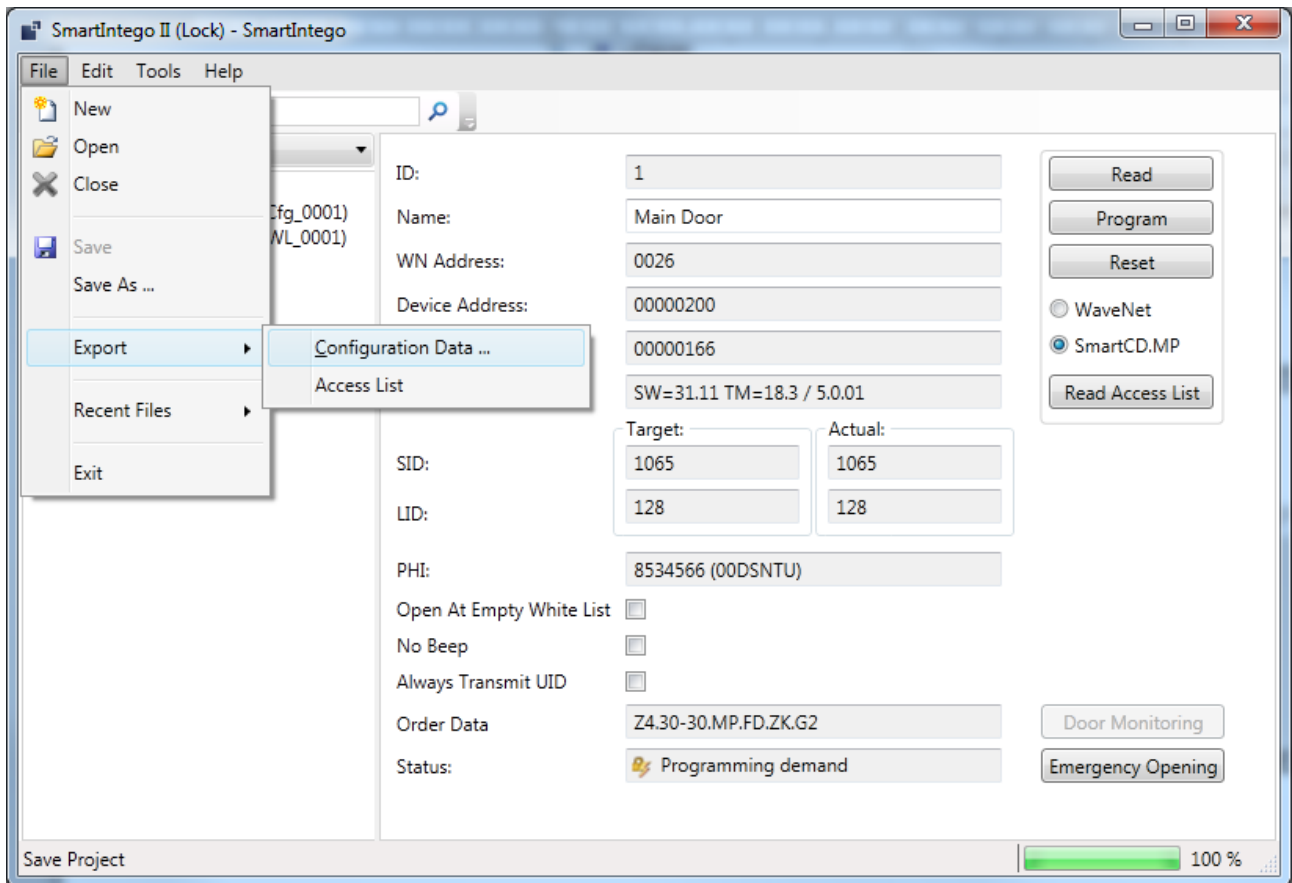 SmartIntego II (Lock) - SmartIntego
File Edit Tools Help
New
Open
Close
Save
Save As ...
Export
Recent Files
Exit
Configuration Data ...
Access List
Cfg_0001)
WL_0001)
ID: 1
Name: Main Door
WN Address: 0026
Device Address: 00000200
00000166
SW=31.11 TM=18.3 / 5.0.01
Target: Actual:
SID: 1065 1065
LID: 128 128
PHI: 8534566 (00DSNTU)
Open At Empty White List
No Beep
Always Transmit UID
Order Data Z4.30-30.MP.FD.ZK.G2
Status: Programming demand
Read
Program
Reset
WaveNet
SmartCD.MP
Read Access List
Door Monitoring
Emergency Opening
Save Project 100 %